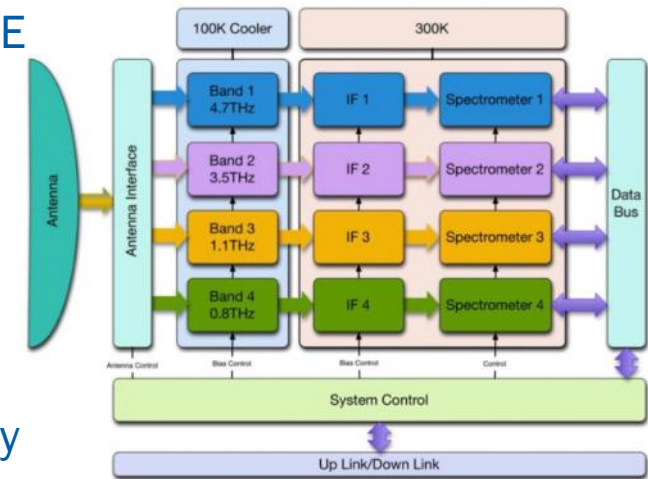 E
100K Cooler
300K
Antenna
Antenna Interface
Band 1
4.7THz
IF 1
Spectrometer 1
Band 2
3.5THz
IF 2
Spectrometer 2
Data
Bus
Band 3
1.1THz
IF 3
Spectrometer 3
Band 4
0.8THz
IF 4
Spectrometer 4
Antenna Control
Bias Control
Bias Control
Control
System Control
y
Up Link/Down Link